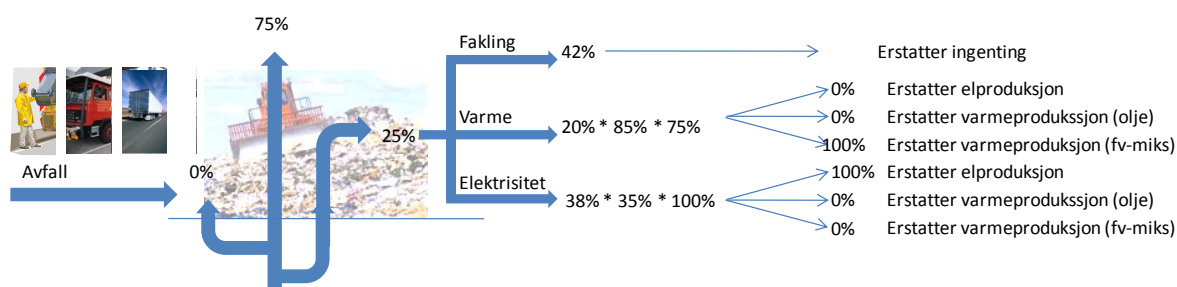 75%
Fakling
42%
Erstatter ingenting
0% Erstatter elproduksjon
Varme
0% Erstatter varmeprodukssjon (olje)
25%
20% * 85% * 75%
100% Erstatter varmeproduksjon (fv-miks)
Avfall
0%
Elektrisitet
100% Erstatter elproduksjon
38% * 35% * 100%
0% Erstatter varmeprodukssjon (olje)
0% Erstatter varmeproduksjon (fv-miks)